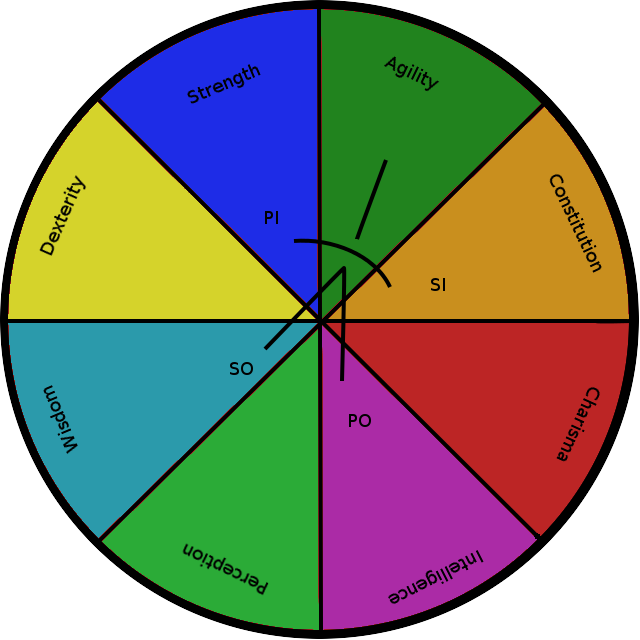 Strength
Agility
Dexterity
Constitution
PI
SI
SO
PO
Wisdom
Charisma
Perception
Intelligence